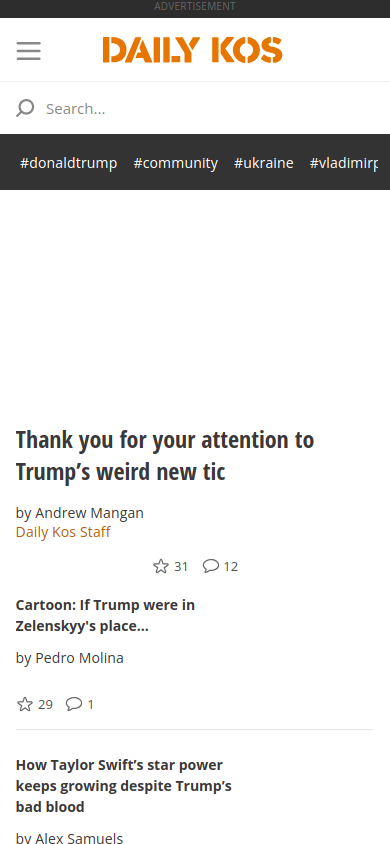 ADVERTISEMENT
DAILY KOS
Search...
#donaldtrump #community #ukraine #vladimirp
Thank you for your attention to
Trump’s weird new tic
by Andrew Mangan
Daily Kos Staff
31 12
Cartoon: If Trump were in
Zelenskyy's place...
by Pedro Molina
29 1
How Taylor Swift’s star power
keeps growing despite Trump’s
bad blood
by Alex Samuels